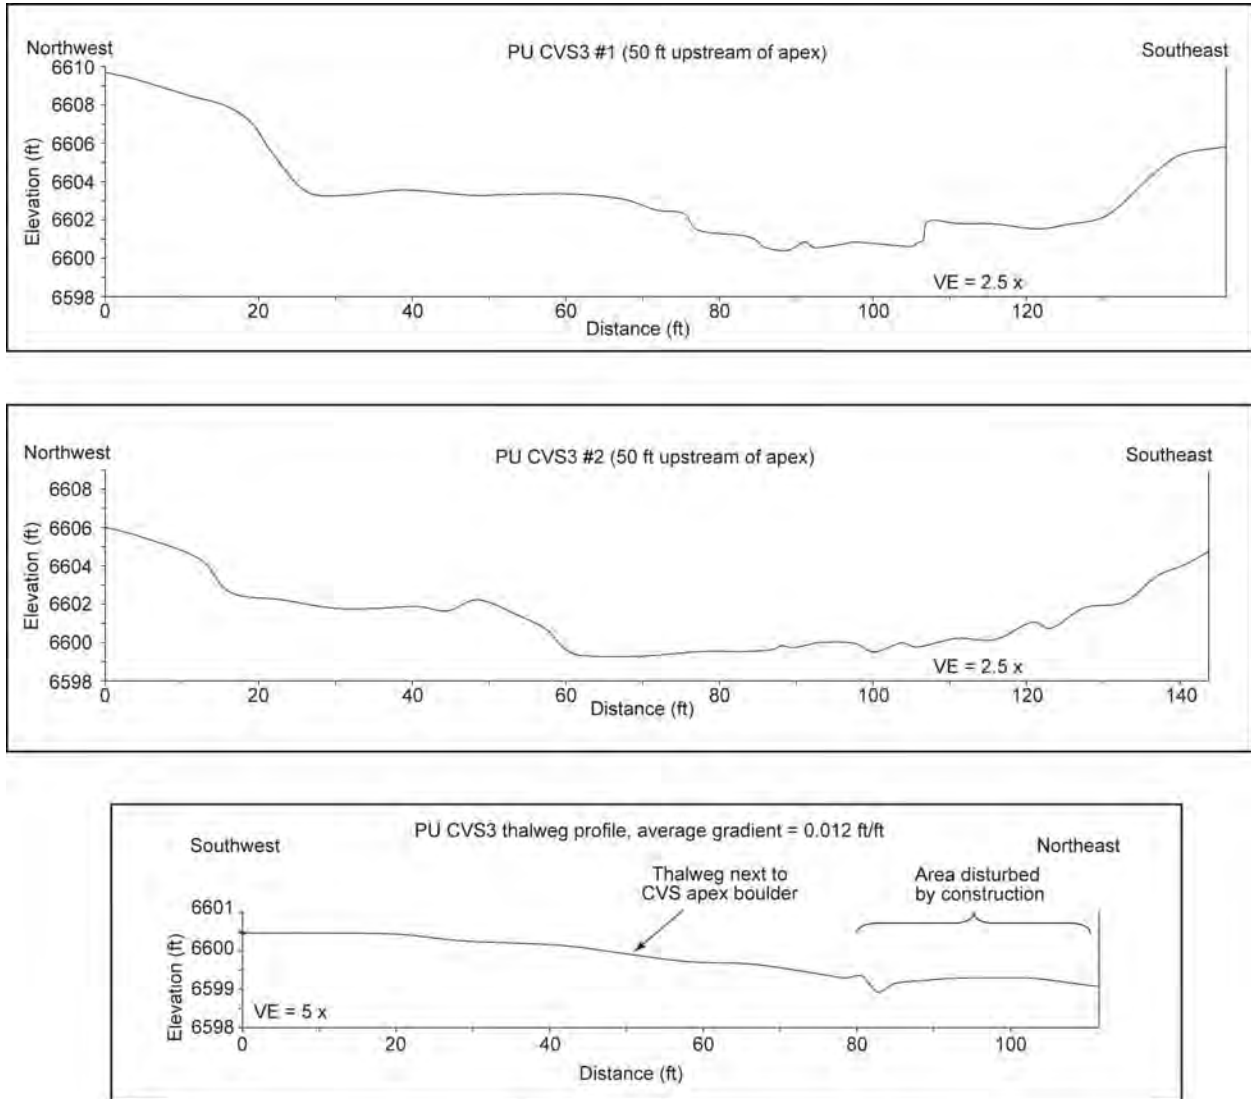 Northwest
PU CVS3 #1 (50 ft upstream of apex)
Southeast
Elevation (ft)
6610
6608
6606
6604
6602
6600
6598
VE = 2.5 x
0 20 40 60 80 100 120
Distance (ft)
Northwest
PU CVS3 #2 (50 ft upstream of apex)
Southeast
Elevation (ft)
6608
6606
6604
6602
6600
6598
VE = 2.5 x
0 20 40 60 80 100 120 140
Distance (ft)
PU CVS3 thalweg profile, average gradient = 0.012 ft/ft
Southwest
Northeast
Thalweg next to
CVS apex boulder
Area disturbed
by construction
Elevation (ft)
6601
6600
6599
6598
VE = 5 x
0 20 40 60 80 100
Distance (ft)